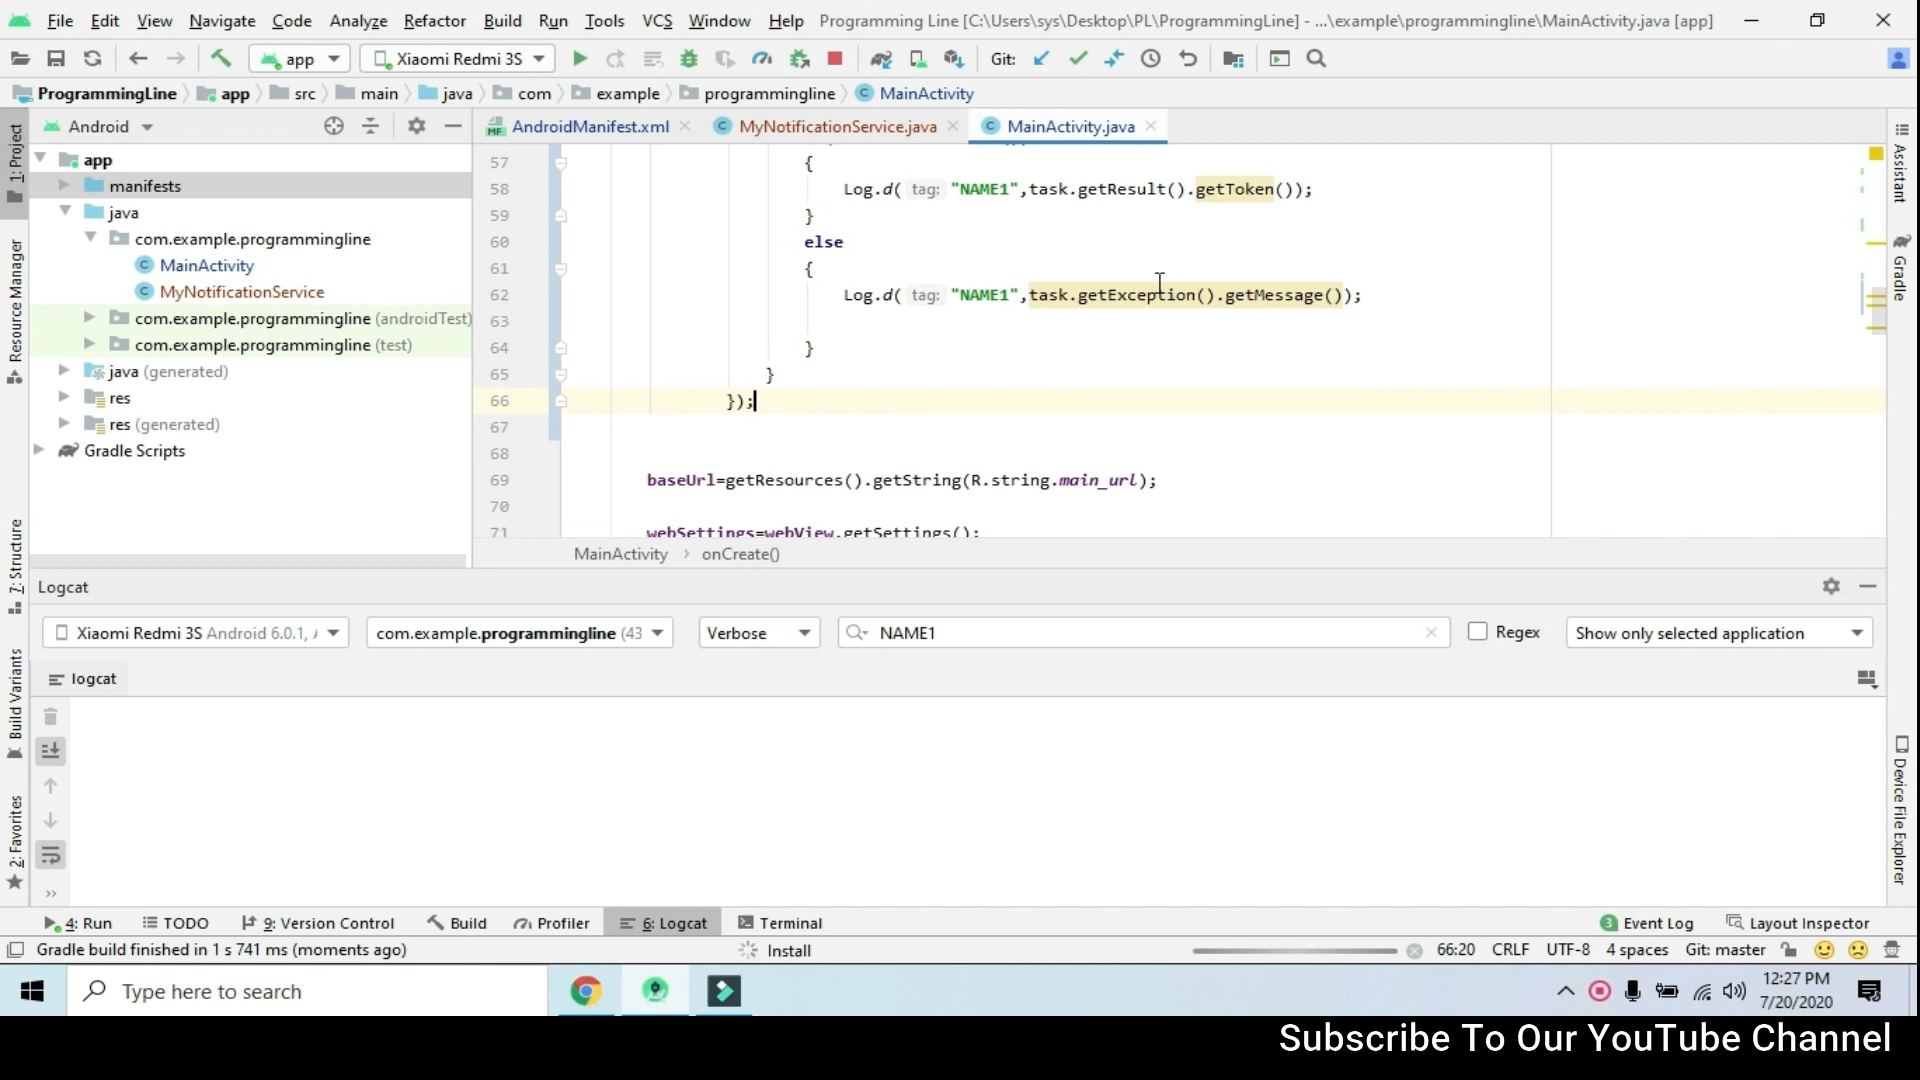 File Edit View Navigate Code Analyze Refactor Build Run Tools VCS Window Help Programming Line [C:\Users\sys\Desktop\PL\ProgrammingLine] - ...\example\programmingline\MainActivity.java [app]
app Xiaomi Redmi 3S Git:
ProgrammingLine app src main java com example programmingline MainActivity
Android
AndroidManifest.xml MyNotificationService.java MainActivity.java
1: Project
Resource Manager
7: Structure
Build Variants
2: Favorites
app
manifests
java
com.example.programmingline
MainActivity
MyNotificationService
com.example.programmingline (androidTest)
com.example.programmingline (test)
java (generated)
res
res (generated)
Gradle Scripts
57 {
58 Log.d( tag: "NAME1",task.getResult().getToken());
59 }
60 else
61 {
62 Log.d( tag: "NAME1",task.getException().getMessage());
63
64 }
65 }
66 });
67
68
69 baseUrl=getResources().getString(R.string.main_url);
70
71 webSettings=webView.getSettings();
MainActivity onCreate()
Assistant
Gradle
Device File Explorer
Logcat
Xiaomi Redmi 3S Android 6.0.1, com.example.programmingline (43 Verbose NAME1 Regex Show only selected application
logcat
4: Run TODO 9: Version Control Build Profiler 6: Logcat Terminal 3 Event Log Layout Inspector
Gradle build finished in 1 s 741 ms (moments ago) Install 66:20 CRLF UTF-8 4 spaces Git: master
Type here to search
12:27 PM
7/20/2020
Subscribe To Our YouTube Channel